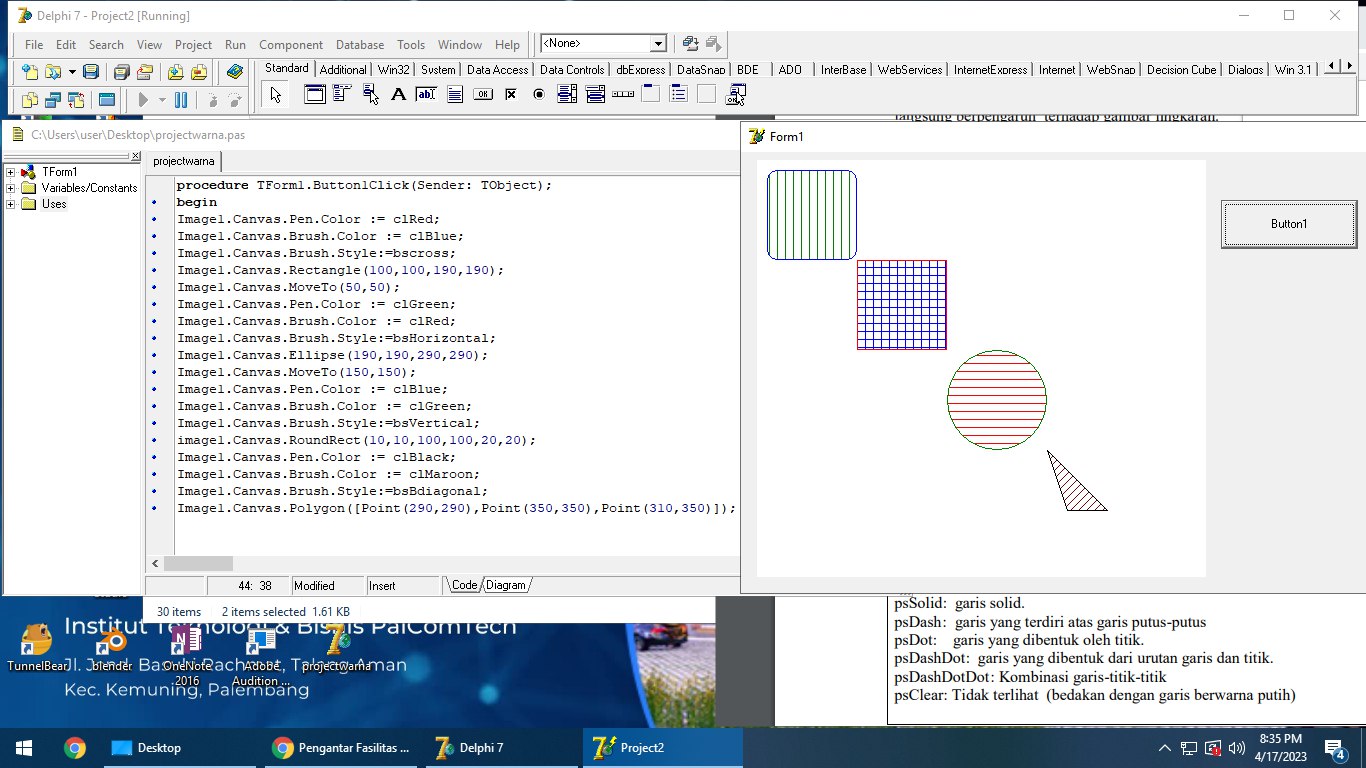 Delphi 7 - Project2 [Running]
File Edit Search View Project Run Component Database Tools Window Help <None>
Standard Additional Win32 System Data Access Data Controls dbExpress DataSnap BDE ADO InterBase WebServices InternetExpress Internet WebSnap Decision Cube Dialogs Win 3.1
langsung berpengaruh terhadap gambar lingkaran.
C:\Users\user\Desktop\projectwarna.pas
TForm1
Variables/Constants
Uses
projectwarna
procedure TForm1.Button1Click(Sender: TObject);
begin
Image1.Canvas.Pen.Color := clRed;
Image1.Canvas.Brush.Color := clBlue;
Image1.Canvas.Brush.Style:=bscross;
Image1.Canvas.Rectangle(100,100,190,190);
Image1.Canvas.MoveTo(50,50);
Image1.Canvas.Pen.Color := clGreen;
Image1.Canvas.Brush.Color := clRed;
Image1.Canvas.Brush.Style:=bsHorizontal;
Image1.Canvas.Ellipse(190,190,290,290);
Image1.Canvas.MoveTo(150,150);
Image1.Canvas.Pen.Color := clBlue;
Image1.Canvas.Brush.Color := clGreen;
Image1.Canvas.Brush.Style:=bsVertical;
image1.Canvas.RoundRect(10,10,100,100,20,20);
Image1.Canvas.Pen.Color := clBlack;
Image1.Canvas.Brush.Color := clMaroon;
Image1.Canvas.Brush.Style:=bsBdiagonal;
Image1.Canvas.Polygon([Point(290,290),Point(350,350),Point(310,350)]);
44: 38 Modified Insert Code Diagram
Form1
Button1
30 items 2 items selected 1.61 KB
Institut Teknologi & Bisnis PalComTech
Kec. Kemuning, Palembang
TunnelBear
blender
OneNote 2016
Adobe Audition ...
projectwarna
psSolid: garis solid.
psDash: garis yang terdiri atas garis putus-putus
psDot: garis yang dibentuk oleh titik.
psDashDot: garis yang dibentuk dari urutan garis dan titik.
psDashDotDot: Kombinasi garis-titik-titik
psClear: Tidak terlihat (bedakan dengan garis berwarna putih)
Desktop
Pengantar Fasilitas ...
Delphi 7
Project2
8:35 PM
4/17/2023
4